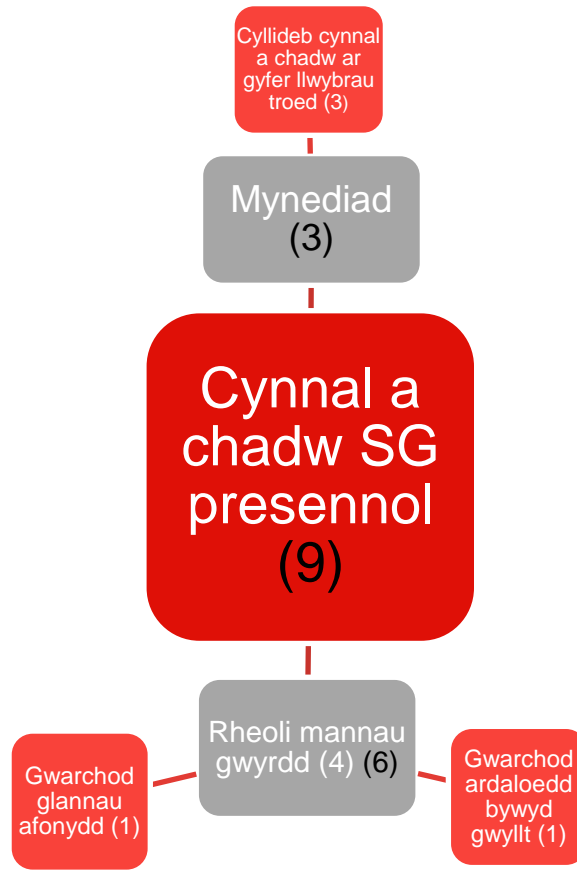 Cyllideb cynnal
a chadw ar
gyfer llwybrau
troed (3)
Mynediad
(3)
Cynnal a
chadw SG
presennol
(9)
Rheoli mannau
gwyrdd (4) (6)
Gwarchod
glannau
afonydd (1)
Gwarchod
ardaloedd
bywyd
gwyllt (1)